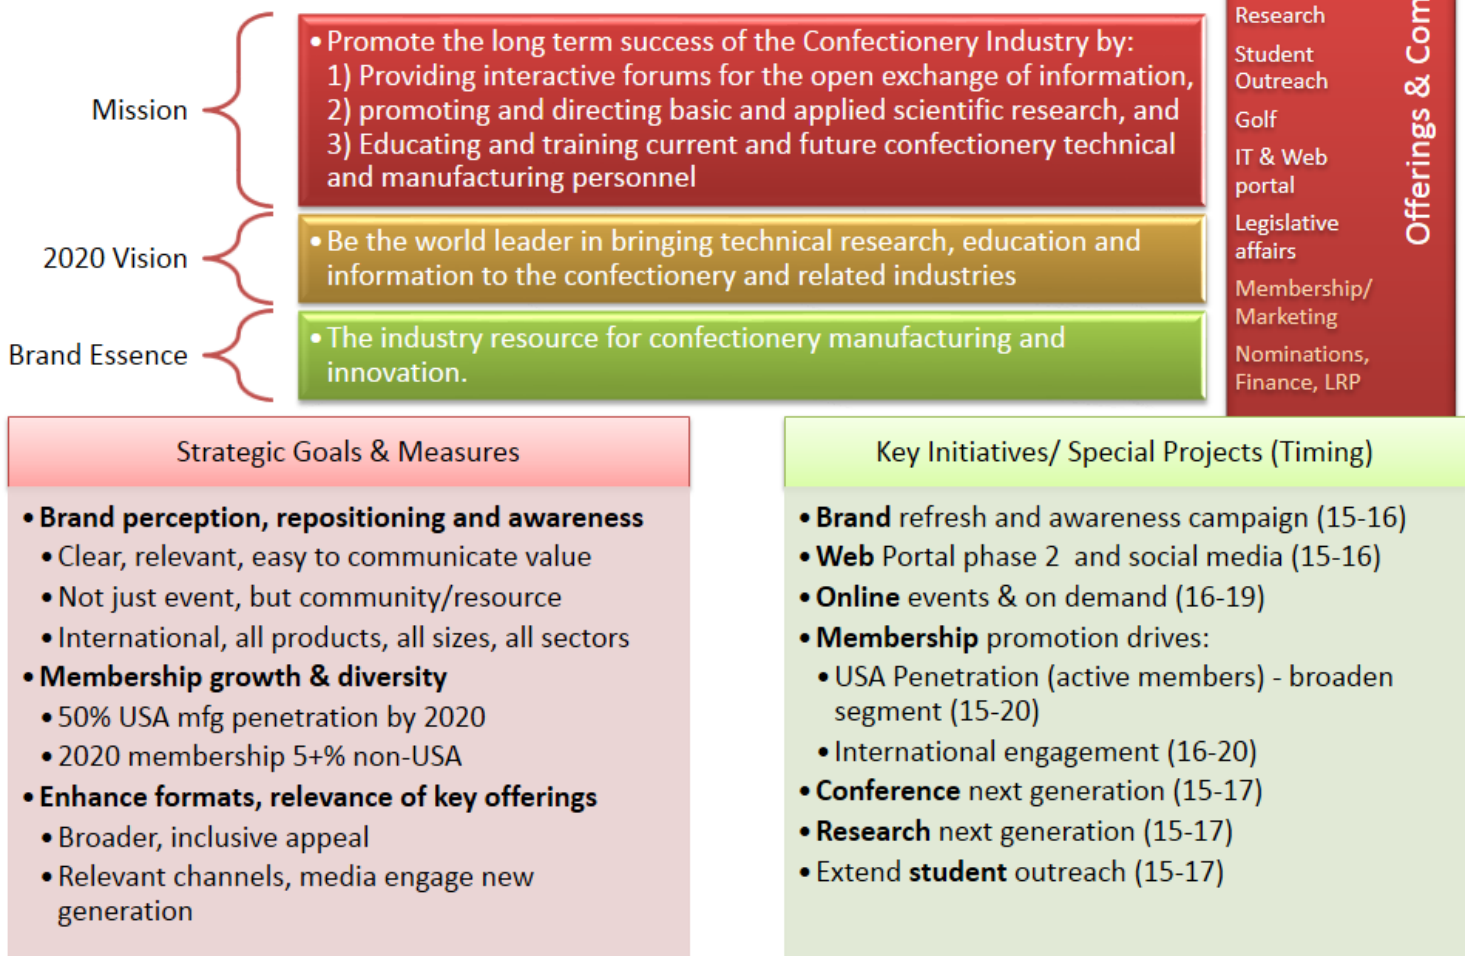 Mission
• Promote the long term success of the Confectionery Industry by:
1) Providing interactive forums for the open exchange of information,
2) promoting and directing basic and applied scientific research, and
3) Educating and training current and future confectionery technical
and manufacturing personnel
2020 Vision
• Be the world leader in bringing technical research, education and
information to the confectionery and related industries
Brand Essence
• The industry resource for confectionery manufacturing and
innovation.
Research
Student
Outreach
Golf
IT & Web
portal
Legislative
affairs
Membership/
Marketing
Nominations,
Finance, LRP
Offerings & Com
Strategic Goals & Measures
• Brand perception, repositioning and awareness
• Clear, relevant, easy to communicate value
• Not just event, but community/resource
• International, all products, all sizes, all sectors
• Membership growth & diversity
• 50% USA mfg penetration by 2020
• 2020 membership 5+% non-USA
• Enhance formats, relevance of key offerings
• Broader, inclusive appeal
• Relevant channels, media engage new
generation
Key Initiatives/ Special Projects (Timing)
• Brand refresh and awareness campaign (15-16)
• Web Portal phase 2 and social media (15-16)
• Online events & on demand (16-19)
• Membership promotion drives:
• USA Penetration (active members) - broaden
segment (15-20)
• International engagement (16-20)
• Conference next generation (15-17)
• Research next generation (15-17)
• Extend student outreach (15-17)